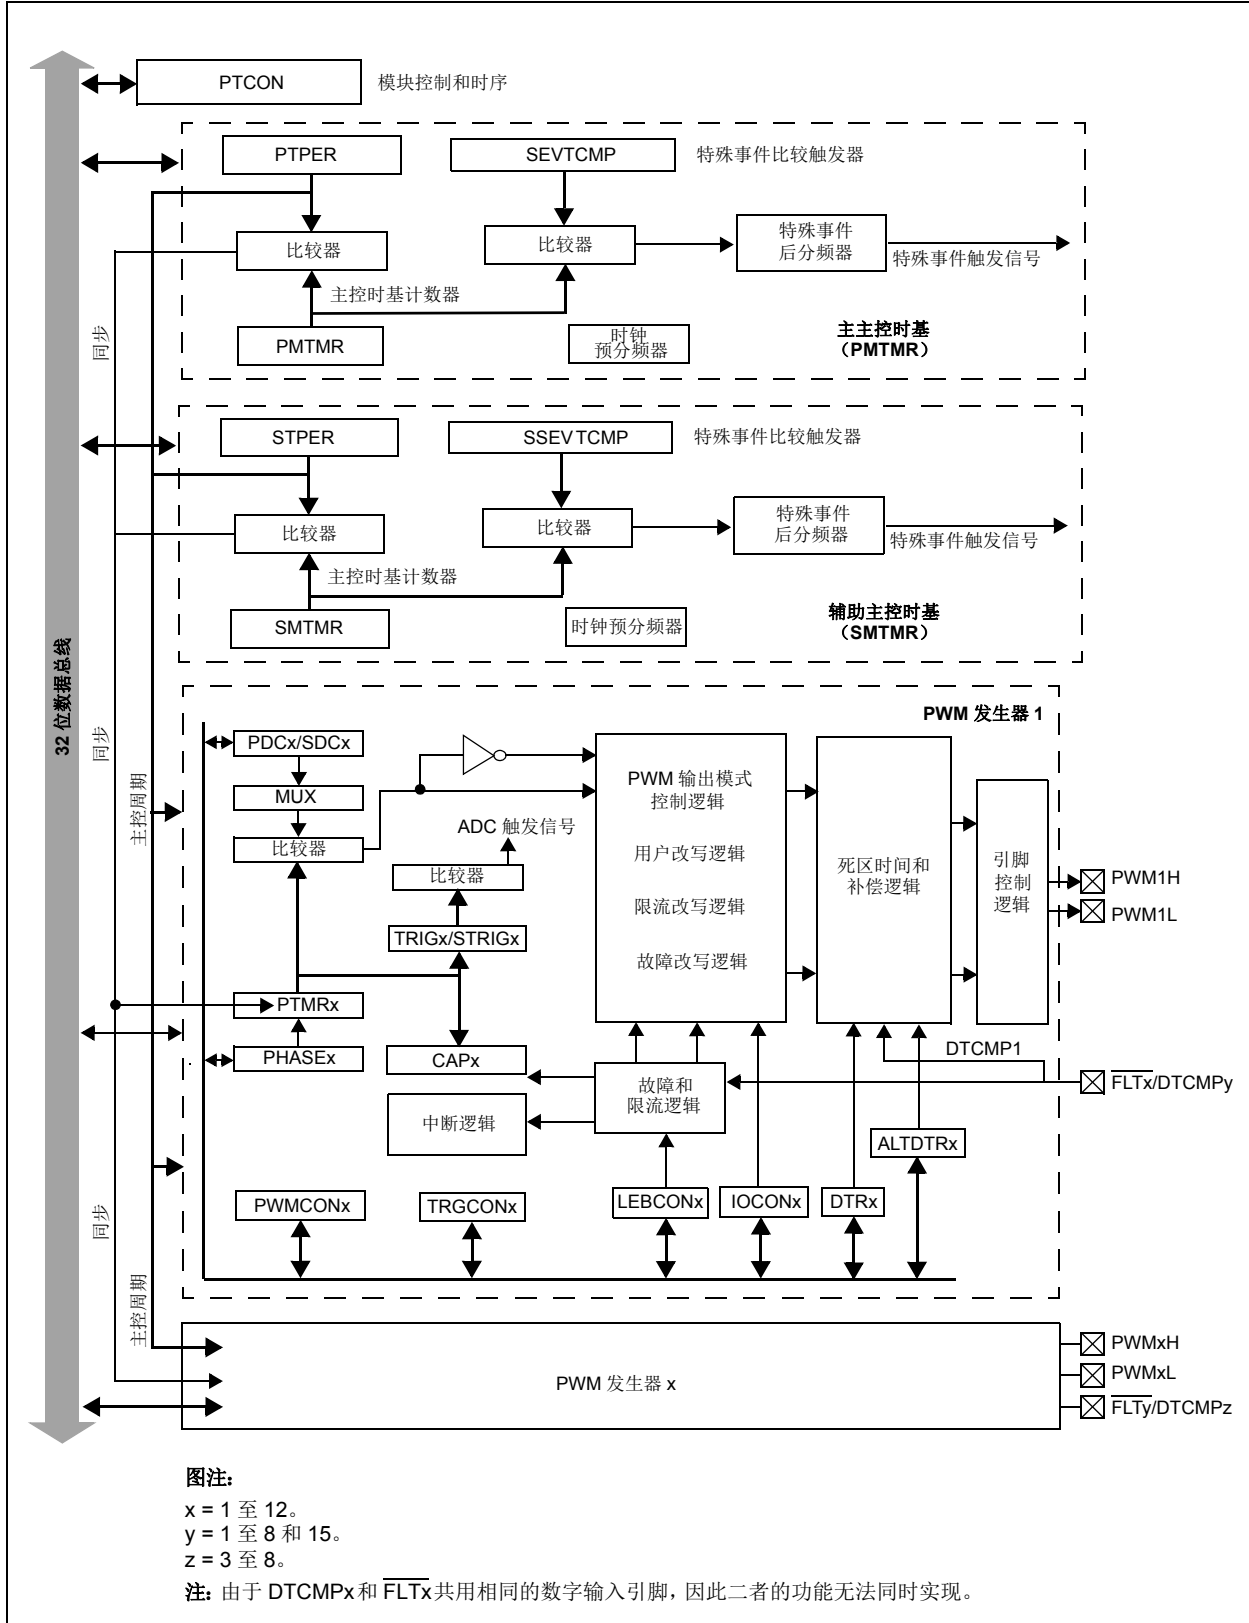 PTCON
模块控制和时序
PTPER
SEVTCMP
特殊事件比较触发器
比较器
比较器
特殊事件
后分频器
特殊事件触发信号
主控时基计数器
PMTMR
时钟
预分频器
主主控时基
(PMTMR)
同步
STPER
SSEVTCMP
特殊事件比较触发器
比较器
比较器
特殊事件
后分频器
特殊事件触发信号
主控时基计数器
SMTMR
时钟预分频器
辅助主控时基
(SMTMR)
32 位数据总线
同步
主控周期
PWM 发生器 1
PDCx/SDCx
MUX
比较器
ADC 触发信号
比较器
TRIGx/STRIGx
PTMRx
PHASEx
CAPx
中断逻辑
PWM 输出模式
控制逻辑
用户改写逻辑
限流改写逻辑
故障改写逻辑
死区时间和
补偿逻辑
引脚
控制
逻辑
PWM1H
PWM1L
DTCMP1
故障和
限流逻辑
FLTx/DTCMPy
ALTDTRx
PWMCONx
TRGCONx
LEBCONx
IOCONx
DTRx
同步
主控周期
PWM 发生器 x
PWMxH
PWMxL
FLTy/DTCMPz
图注:
x = 1 至 12。
y = 1 至 8 和 15。
z = 3 至 8。
注: 由于 DTCMPx 和 FLTx 共用相同的数字输入引脚，因此二者的功能无法同时实现。